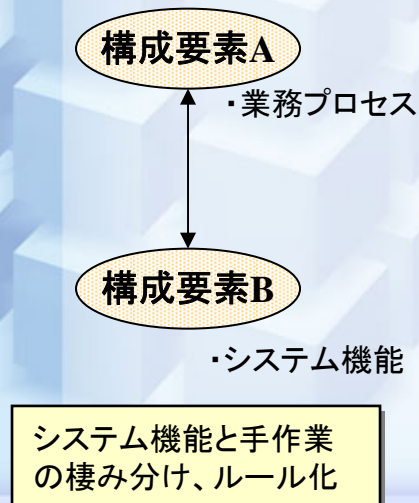 構成要素A
・業務プロセス
構成要素B
・システム機能
システム機能と手作業
の棲み分け、ルール化